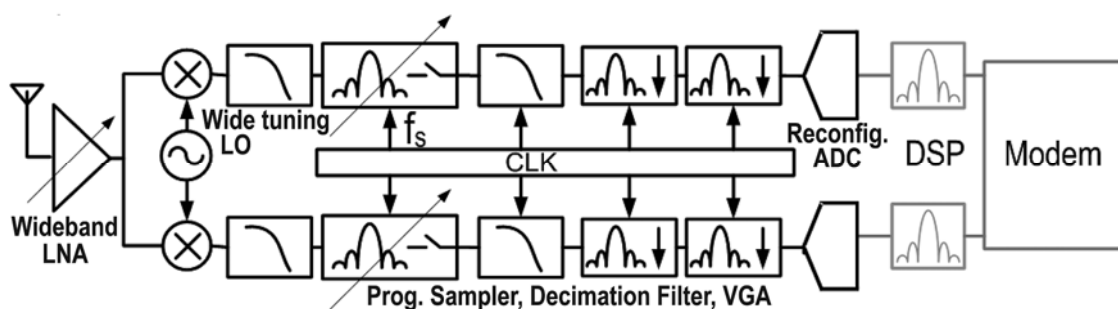 Wide tuning
LO
f_S
CLK
Reconfig.
ADC
DSP
Modem
Wideband
LNA
Prog. Sampler, Decimation Filter, VGA